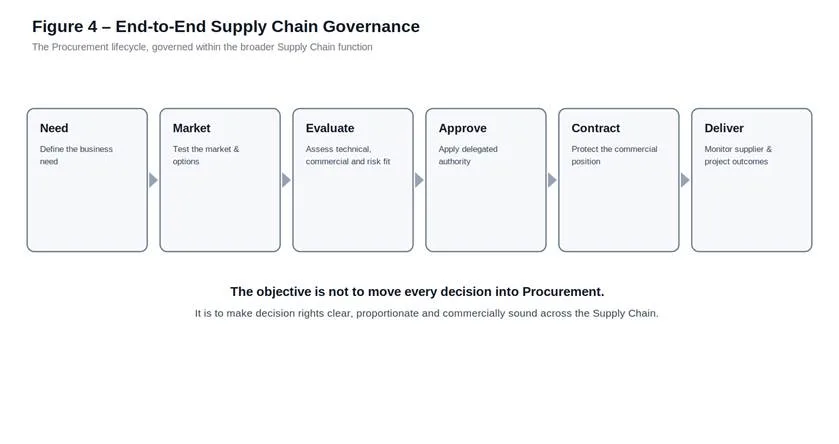 Figure 4 – End-to-End Supply Chain Governance
The Procurement lifecycle, governed within the broader Supply Chain function
Need
Define the business
need
Market
Test the market &
options
Evaluate
Assess technical,
commercial and risk fit
Approve
Apply delegated
authority
Contract
Protect the commercial
position
Deliver
Monitor supplier &
project outcomes
The objective is not to move every decision into Procurement.
It is to make decision rights clear, proportionate and commercially sound across the Supply Chain.